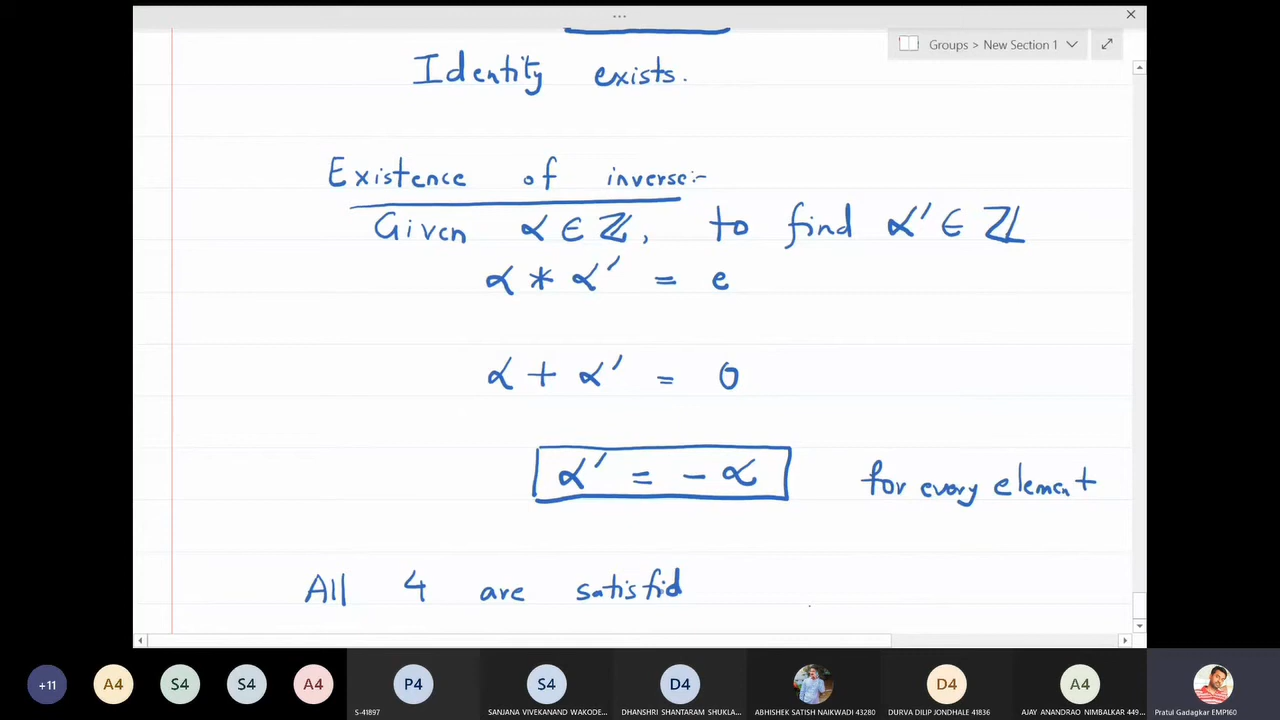 ...
Groups > New Section 1
Identity exists.
Existence of inverse:-
Given α ∈ ℤ, to find α' ∈ ℤ
α * α' = e
α + α' = 0
α' = - α for every element
All 4 are satisfid
+11 A4 S4 S4 A4 P4 S4 D4 D4 A4
S-41897 SANJANA VIVEKANAND WAKODE... DHANSHRI SHANTARAM SHUKLA... ABHISHEK SATISH NAIKWADI 43280 DURVA DILIP JONDHALE 41836 AJAY ANANDRAO NIMBALKAR 449... Pratul Gadagkar EMP160